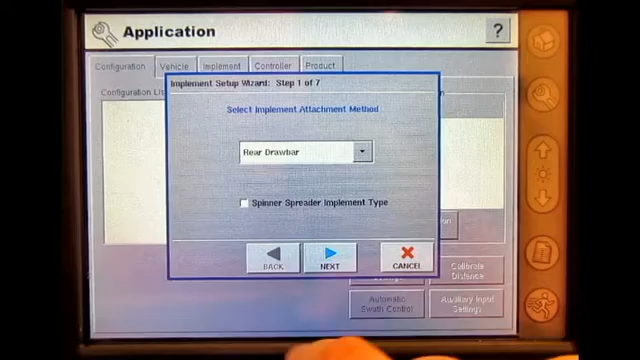 Application
?
Configuration
Vehicle
Implement
Controller
Product
Configuration Lis
Implement Setup Wizard: Step 1 of 7
Select Implement Attachment Method
Rear Drawbar
Spinner Spreader Implement Type
BACK
NEXT
CANCEL
Calibrate
Distance
Automatic
Swath Control
Auxiliary Input
Settings